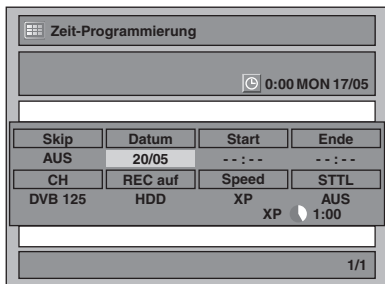 Zeit-Programmierung
0:00 MON 17/05
Skip Datum Start Ende
AUS 20/05 --:-- --:--
CH REC auf Speed STTL
DVB 125 HDD XP AUS
XP 1:00
1/1